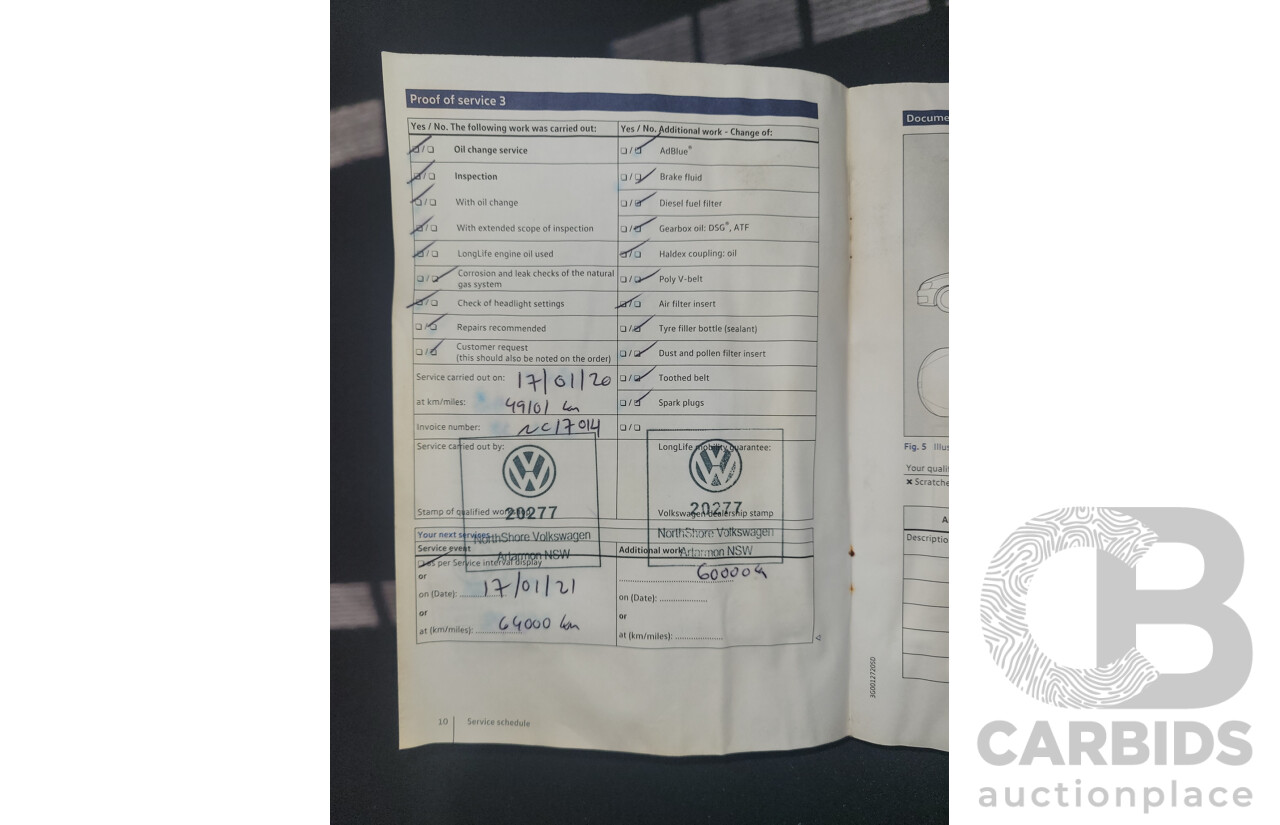 Proof of service 3
Yes / No. The following work was carried out:
❏/❏ Oil change service
❏/❏ Inspection
❏/❏ With oil change
❏/❏ With extended scope of inspection
❏/❏ LongLife engine oil used
❏/❏ Corrosion and leak checks of the natural
gas system
❏/❏ Check of headlight settings
❏/❏ Repairs recommended
❏/❏ Customer request
(this should also be noted on the order)
Service carried out on: 17/01/20
at km/miles: 49101 km
Invoice number: NC17014
Service carried out by:
20277
Stamp of qualified
NorthShore Volkswagen
Artarmon NSW
Yes / No. Additional work - Change of:
❏/❏ AdBlue®
❏/❏ Brake fluid
❏/❏ Diesel fuel filter
❏/❏ Gearbox oil: DSG®, ATF
❏/❏ Haldex coupling: oil
❏/❏ Poly V-belt
❏/❏ Air filter insert
❏/❏ Tyre filler bottle (sealant)
❏/❏ Dust and pollen filter insert
❏/❏ Toothed belt
❏/❏ Spark plugs
❏/❏
LongLife mobility guarantee:
20277
Volkswagen dealership stamp
NorthShore Volkswagen
Artarmon NSW
Your next services
Service event
❏ as per Service interval display
or
on (Date): 17/01/21
or
at (km/miles): 64000 km
Additional work
60000
on (Date): ....................
or
at (km/miles): ....................
10 Service schedule
3G0012720SD
Docume
Fig. 5 Illus
Your quali
× Scratche
A
Descriptio
CB
CARBIDS
auctionplace